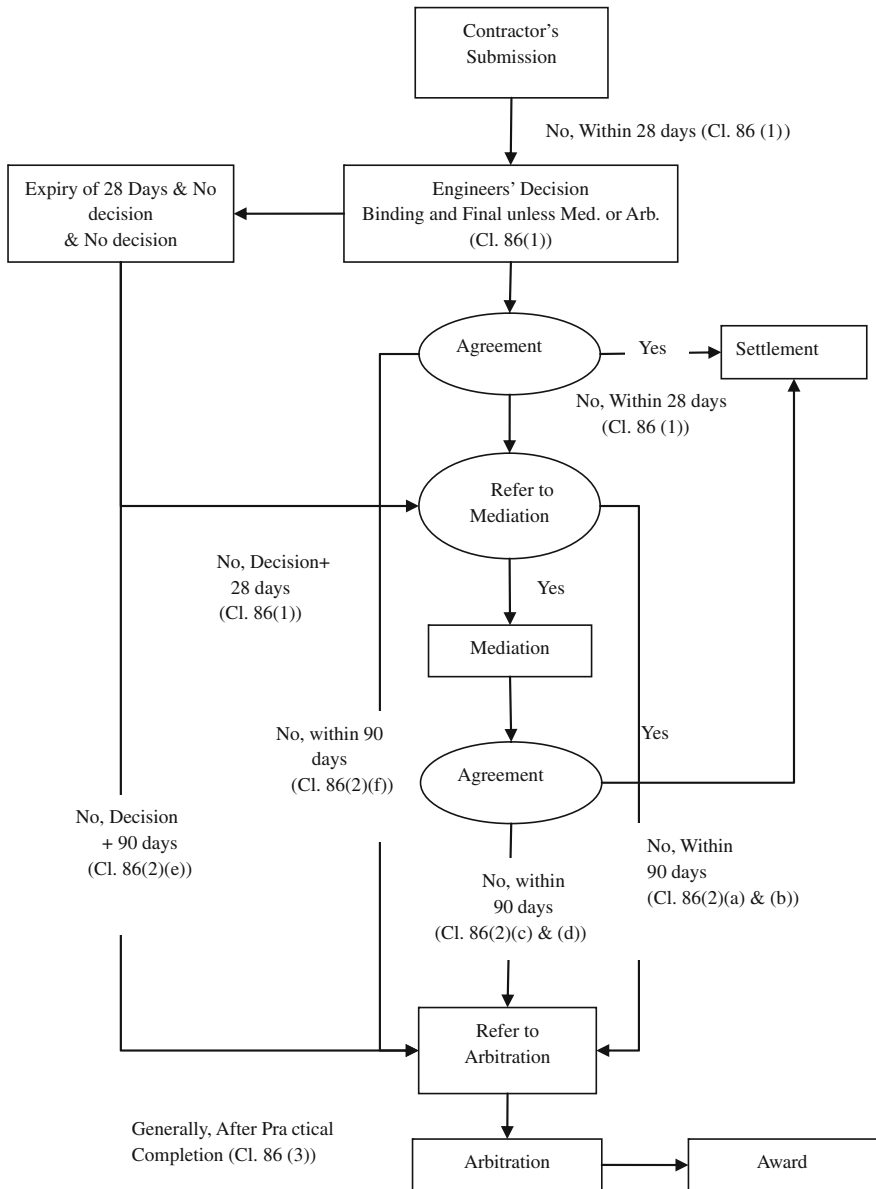 Contractor's
Submission
No, Within 28 days (Cl. 86 (1))
Expiry of 28 Days & No
decision
& No decision
Engineers' Decision
Binding and Final unless Med. or Arb.
(Cl. 86(1))
Agreement
Yes
Settlement
No, Within 28 days
(Cl. 86 (1))
Refer to
Mediation
No, Decision+
28 days
(Cl. 86(1))
Yes
Mediation
No, within 90
days
(Cl. 86(2)(f))
Yes
Agreement
No, Decision
+ 90 days
(Cl. 86(2)(e))
No, within
90 days
(Cl. 86(2)(c) & (d))
No, Within
90 days
(Cl. 86(2)(a) & (b))
Refer to
Arbitration
Generally, After Pra ctical
Completion (Cl. 86 (3))
Arbitration
Award